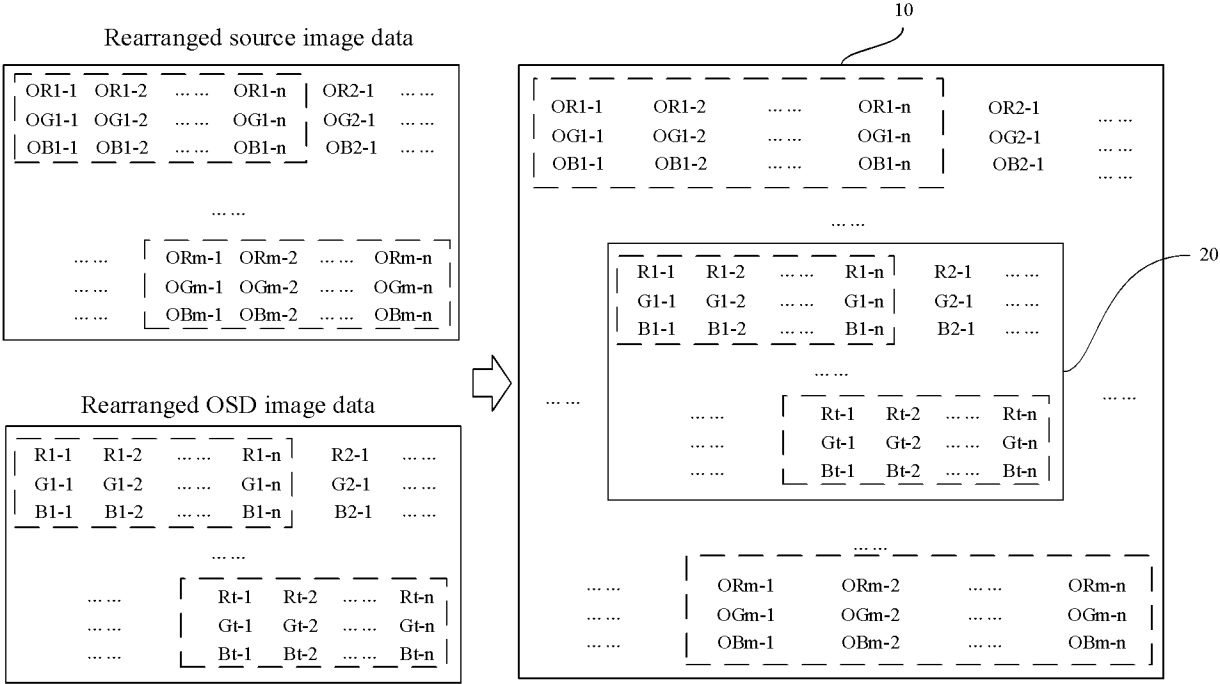 Rearranged source image data
OR1-1 OR1-2 …… OR1-n OR2-1 ……
OG1-1 OG1-2 …… OG1-n OG2-1 ……
OB1-1 OB1-2 …… OB1-n OB2-1 ……
……
…… ORm-1 ORm-2 …… ORm-n
…… OGm-1 OGm-2 …… OGm-n
…… OBm-1 OBm-2 …… OBm-n
Rearranged OSD image data
R1-1 R1-2 …… R1-n R2-1 ……
G1-1 G1-2 …… G1-n G2-1 ……
B1-1 B1-2 …… B1-n B2-1 ……
……
…… Rt-1 Rt-2 …… Rt-n
…… Gt-1 Gt-2 …… Gt-n
…… Bt-1 Bt-2 …… Bt-n
10
OR1-1 OR1-2 …… OR1-n OR2-1 ……
OG1-1 OG1-2 …… OG1-n OG2-1 ……
OB1-1 OB1-2 …… OB1-n OB2-1 ……
……
20
R1-1 R1-2 …… R1-n R2-1 ……
G1-1 G1-2 …… G1-n G2-1 ……
B1-1 B1-2 …… B1-n B2-1 ……
……
…… ……
…… Rt-1 Rt-2 …… Rt-n
…… Gt-1 Gt-2 …… Gt-n
…… Bt-1 Bt-2 …… Bt-n
……
…… ORm-1 ORm-2 …… ORm-n
…… OGm-1 OGm-2 …… OGm-n
…… OBm-1 OBm-2 …… OBm-n